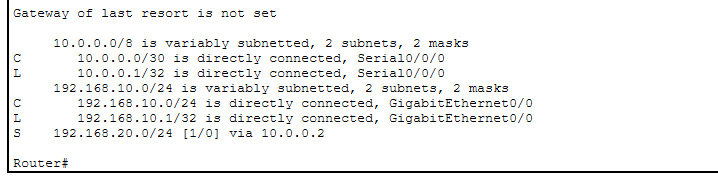 Gateway of last resort is not set
10.0.0.0/8 is variably subnetted, 2 subnets, 2 masks
C 10.0.0.0/30 is directly connected, Serial0/0/0
L 10.0.0.1/32 is directly connected, Serial0/0/0
192.168.10.0/24 is variably subnetted, 2 subnets, 2 masks
C 192.168.10.0/24 is directly connected, GigabitEthernet0/0
L 192.168.10.1/32 is directly connected, GigabitEthernet0/0
S 192.168.20.0/24 [1/0] via 10.0.0.2
Router#